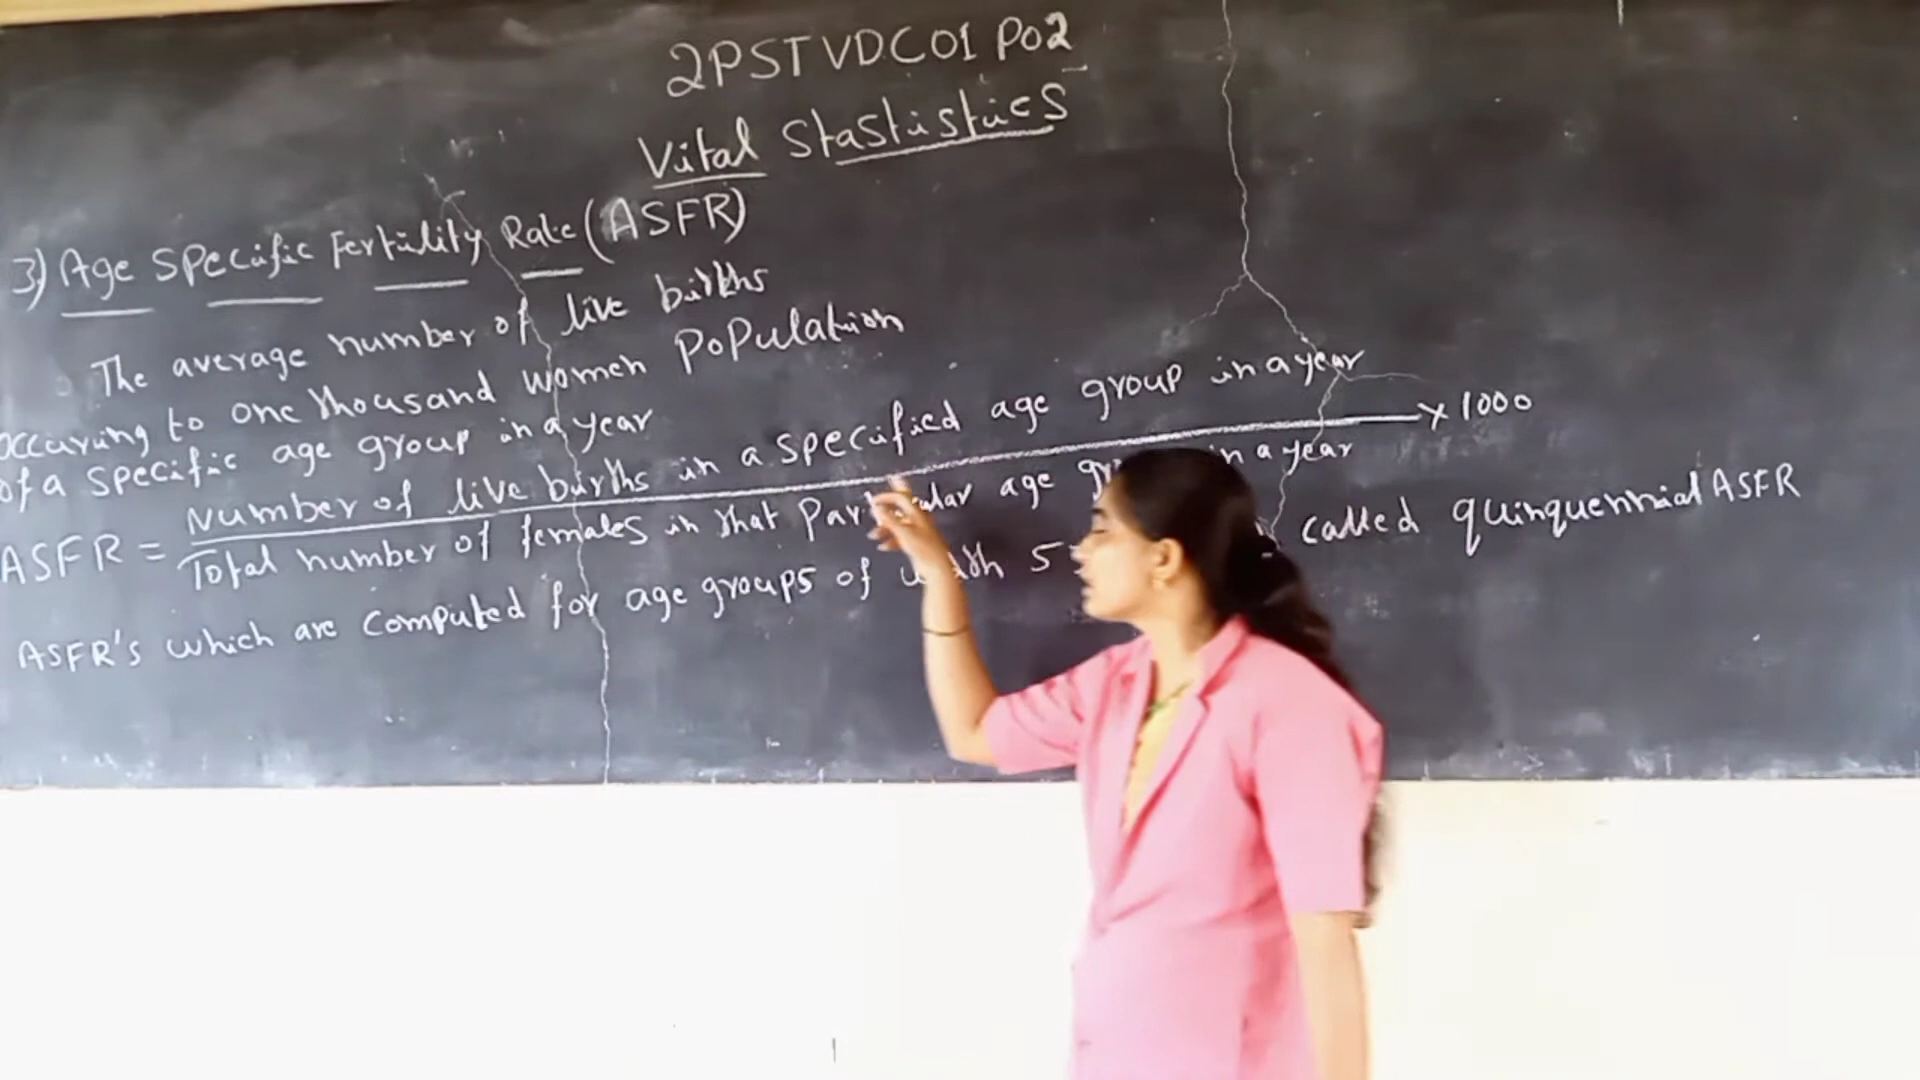 2PSTVDC01 P02
Vital Stastistics
3) Age specific Fertility Rate (ASFR)
The average number of live births
occuring to one thousand women population
of a specific age group in a year
ASFR = Number of live births in a specified age group in a year
Total number of females in that particular age in a year × 1000
ASFR's which are computed for age groups of width 5 called quinquennial ASFR